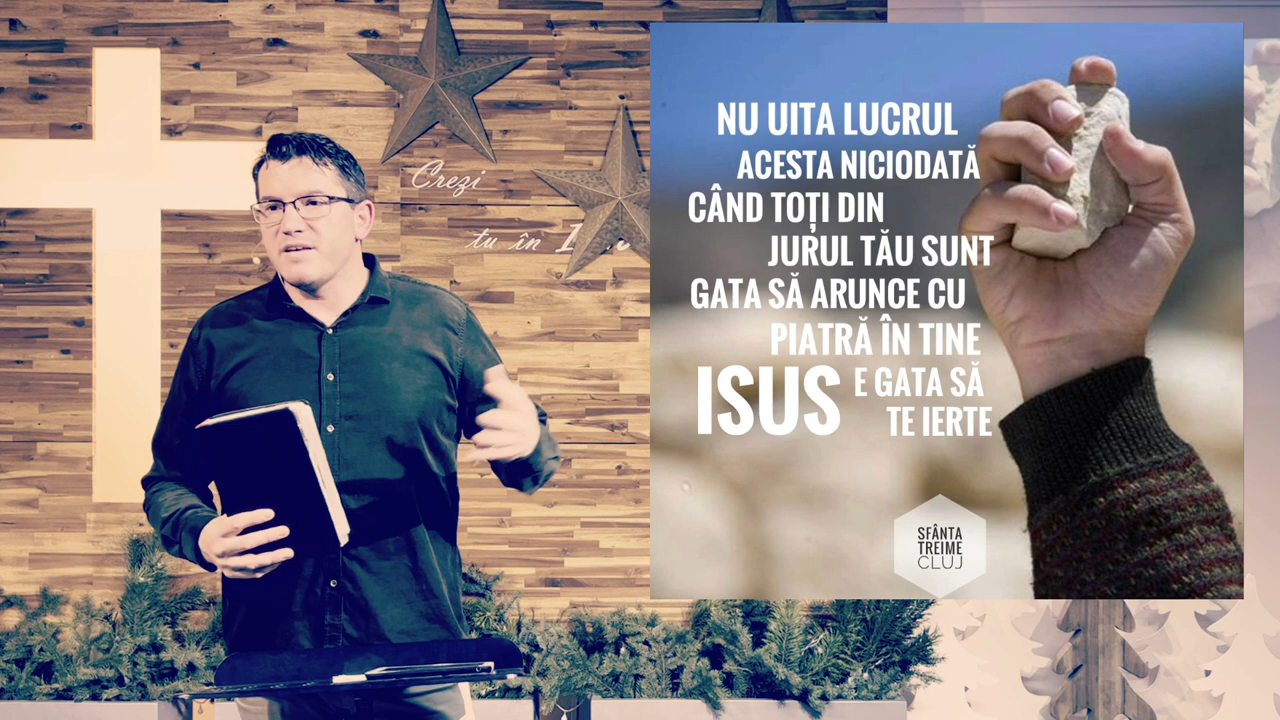 Crezi
tu în
NU UITA LUCRUL
ACESTA NICIODATĂ
CÂND TOȚI DIN
JURUL TĂU SUNT
GATA SĂ ARUNCE CU
PIATRĂ ÎN TINE
ISUS E GATA SĂ
TE IERTE
SFÂNTA
TREIME
CLUJ